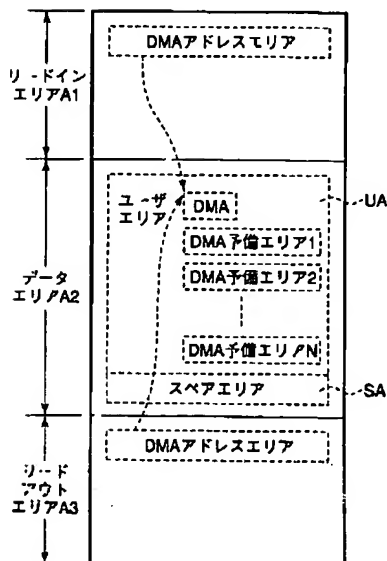 DMAアドレスエリア
リードイン
エリアA1
ユーザ
エリア
DMA
UA
DMA予備エリア1
DMA予備エリア2
データ
エリアA2
DMA予備エリアN
スペアエリア
SA
DMAアドレスエリア
リード
アウト
エリアA3